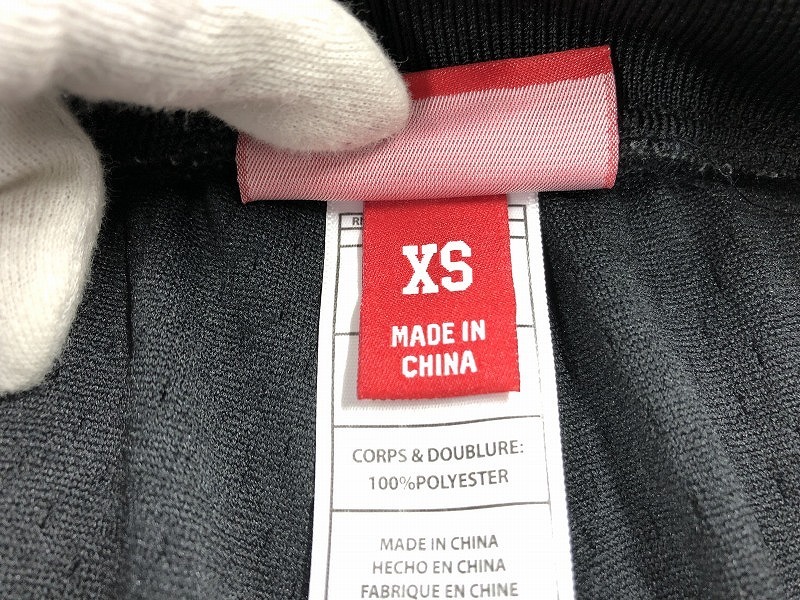 XS
MADE IN
CHINA
CORPS & DOUBLURE:
100%POLYESTER
MADE IN CHINA
HECHO EN CHINA
FABRIQUE EN CHINE